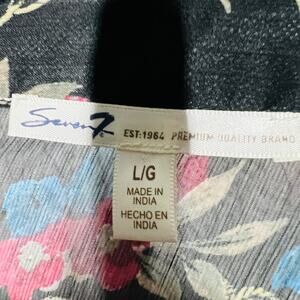 Seven7 EST: 1964 PREMIUM QUALITY BRAND
L/G
MADE IN
INDIA
HECHO EN
INDIA